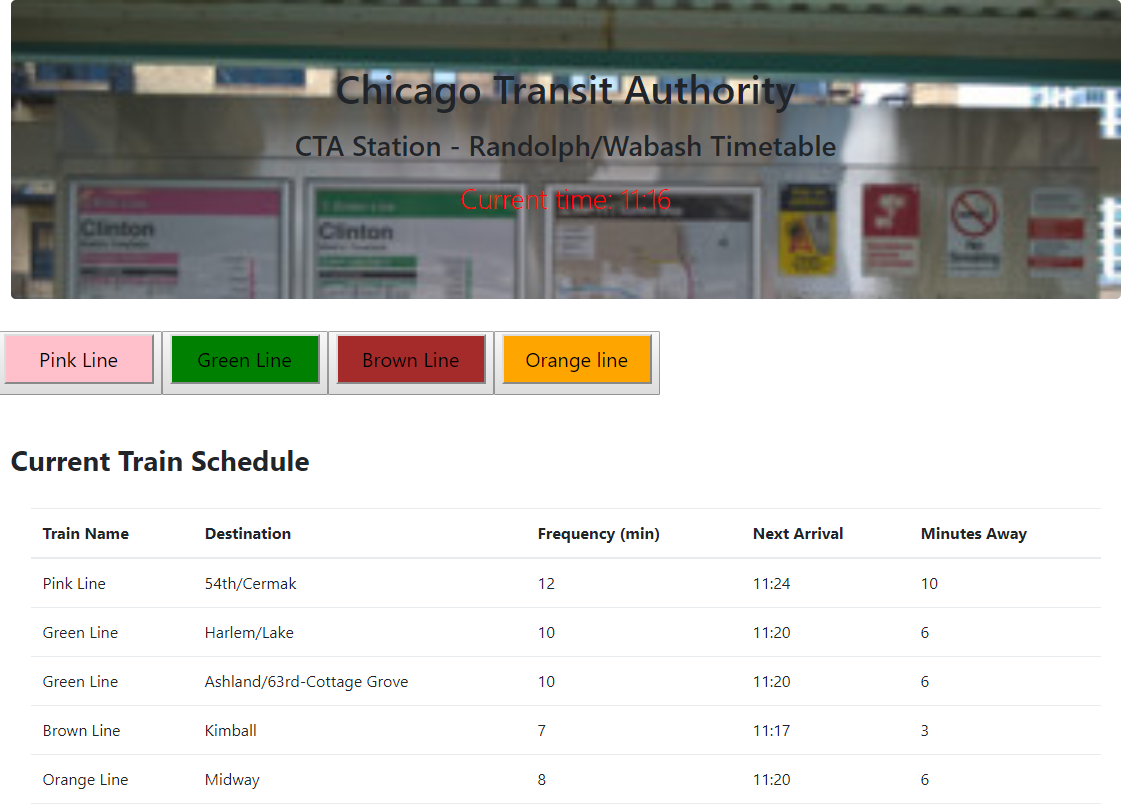 Chicago Transit Authority
CTA Station - Randolph/Wabash Timetable
Current time: 11:16
Clinton
Clinton
No
Smoking
Pink Line Green Line Brown Line Orange line
Current Train Schedule
Train Name Destination Frequency (min) Next Arrival Minutes Away
Pink Line 54th/Cermak 12 11:24 10
Green Line Harlem/Lake 10 11:20 6
Green Line Ashland/63rd-Cottage Grove 10 11:20 6
Brown Line Kimball 7 11:17 3
Orange Line Midway 8 11:20 6